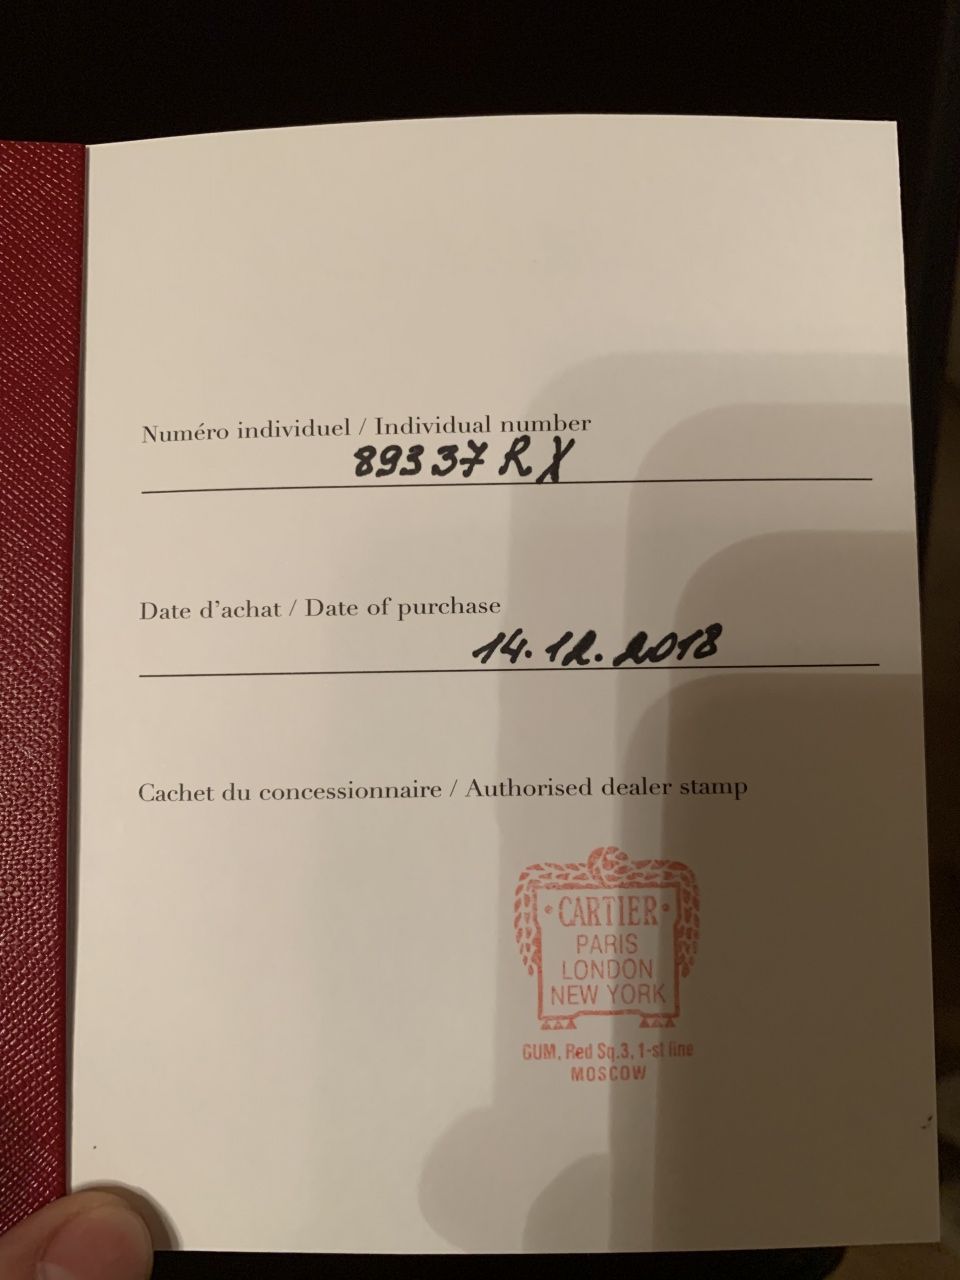 Numéro individuel / Individual number
89337RX
Date d'achat / Date of purchase
14.12.2018
Cachet du concessionnaire / Authorised dealer stamp
CARTIER
PARIS
LONDON
NEW YORK
GUM, Red Sq.3, 1-st line
MOSCOW